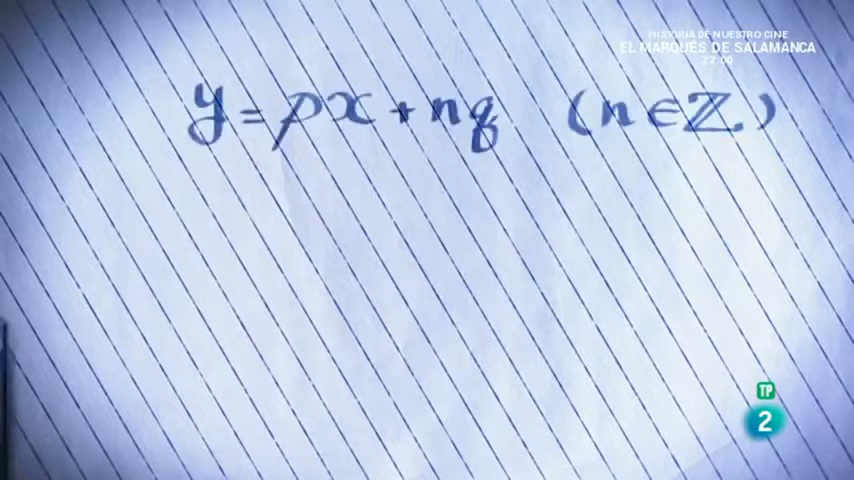 HISTORIA DE NUESTRO CINE
EL MARQUÉS DE SALAMANCA
22:00
y = px + nq (n ∈ ℤ)
TP
2